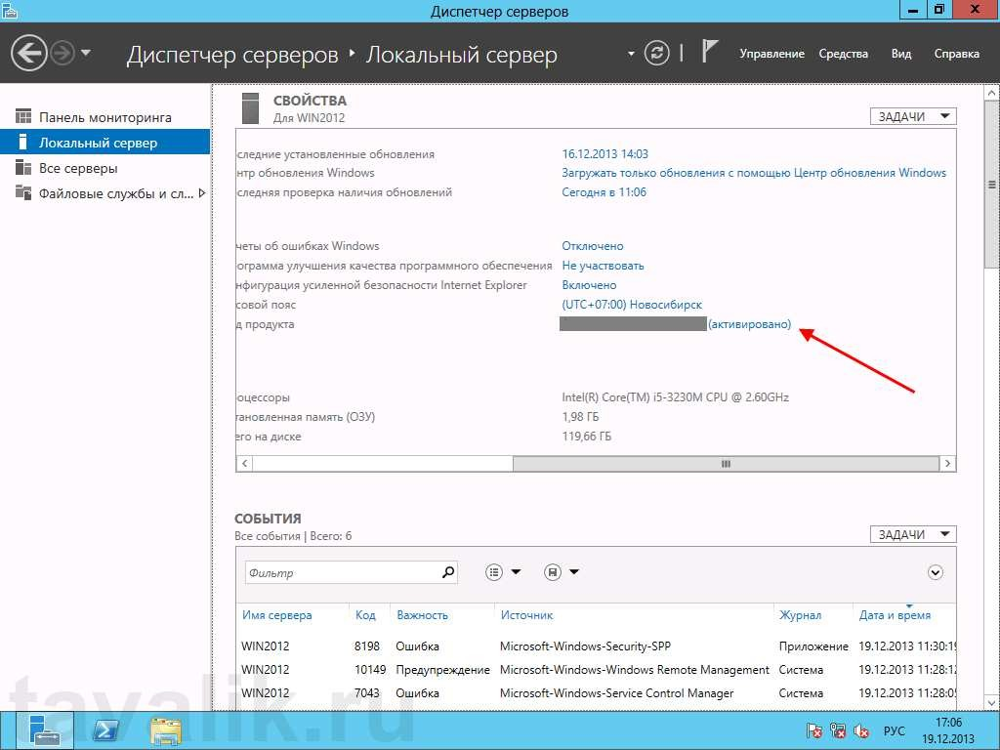 Диспетчер серверов
Диспетчер серверов ‣ Локальный сервер
Управление Средства Вид Справка
Панель мониторинга
Локальный сервер
Все серверы
Файловые службы и сл...
СВОЙСТВА
Для WIN2012
ЗАДАЧИ
следние установленные обновления 16.12.2013 14:03
нтр обновления Windows Загружать только обновления с помощью Центр обновления Windows
следняя проверка наличия обновлений Сегодня в 11:06
четы об ошибках Windows Отключено
ограмма улучшения качества программного обеспечения Не участвовать
нфигурация усиленной безопасности Internet Explorer Включено
совой пояс (UTC+07:00) Новосибирск
д продукта (активировано)
оцессоры Intel(R) Core(TM) i5-3230M CPU @ 2.60GHz
тановленная память (ОЗУ) 1,98 ГБ
его на диске 119,66 ГБ
СОБЫТИЯ
Все события | Всего: 6
ЗАДАЧИ
Фильтр
Имя сервера Код Важность Источник Журнал Дата и время
WIN2012 8198 Ошибка Microsoft-Windows-Security-SPP Приложение 19.12.2013 11:30:19
WIN2012 10149 Предупреждение Microsoft-Windows-Windows Remote Management Система 19.12.2013 11:28:12
WIN2012 7043 Ошибка Microsoft-Windows-Service Control Manager Система 19.12.2013 11:28:05
tavalik.ru
РУС
17:06
19.12.2013